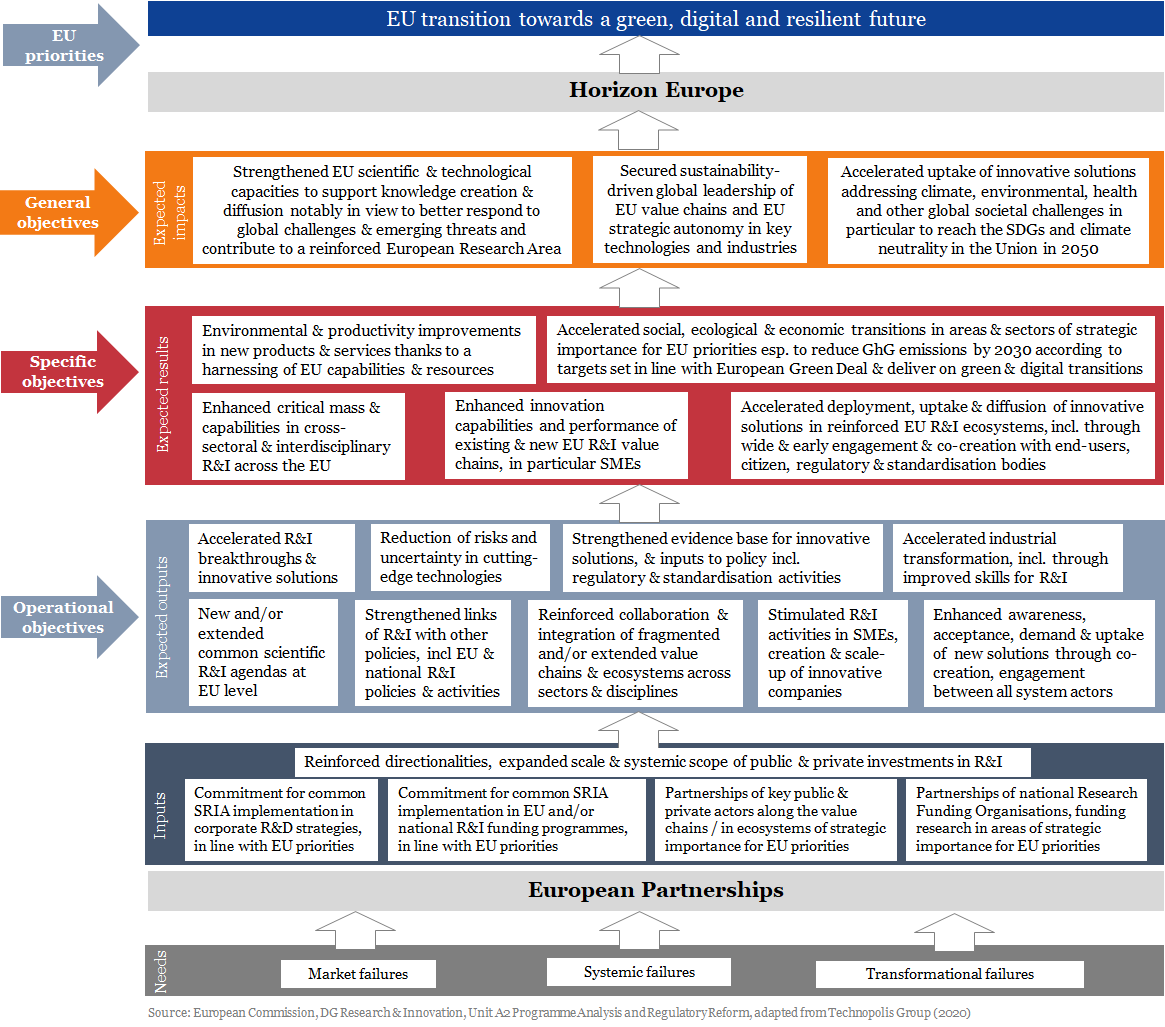 EU transition towards a green, digital and resilient future
EU
priorities
Horizon Europe
General
objectives
Expected
impacts
Strengthened EU scientific & technological
capacities to support knowledge creation &
diffusion notably in view to better respond to
global challenges & emerging threats and
contribute to a reinforced European Research Area
Secured sustainability-
driven global leadership of
EU value chains and EU
strategic autonomy in key
technologies and industries
Accelerated uptake of innovative solutions
addressing climate, environmental, health
and other global societal challenges in
particular to reach the SDGs and climate
neutrality in the Union in 2050
Specific
objectives
Expected results
Environmental & productivity improvements
in new products & services thanks to a
harnessing of EU capabilities & resources
Accelerated social, ecological & economic transitions in areas & sectors of strategic
importance for EU priorities esp. to reduce GhG emissions by 2030 according to
targets set in line with European Green Deal & deliver on green & digital transitions
Enhanced critical mass &
capabilities in cross-
sectoral & interdisciplinary
R&I across the EU
Enhanced innovation
capabilities and performance of
existing & new EU R&I value
chains, in particular SMEs
Accelerated deployment, uptake & diffusion of innovative
solutions in reinforced EU R&I ecosystems, incl. through
wide & early engagement & co-creation with end-users,
citizen, regulatory & standardisation bodies
Operational
objectives
Expected outputs
Accelerated R&I
breakthroughs &
innovative solutions
Reduction of risks and
uncertainty in cutting-
edge technologies
Strengthened evidence base for innovative
solutions, & inputs to policy incl.
regulatory & standardisation activities
Accelerated industrial
transformation, incl. through
improved skills for R&I
New and/or
extended
common scientific
R&I agendas at
EU level
Strengthened links
of R&I with other
policies, incl EU &
national R&I
policies & activities
Reinforced collaboration &
integration of fragmented
and/or extended value
chains & ecosystems across
sectors & disciplines
Stimulated R&I
activities in SMEs,
creation & scale-
up of innovative
companies
Enhanced awareness,
acceptance, demand & uptake
of new solutions through co-
creation, engagement
between all system actors
Inputs
Reinforced directionalities, expanded scale & systemic scope of public & private investments in R&I
Commitment for common
SRIA implementation in
corporate R&D strategies,
in line with EU priorities
Commitment for common SRIA
implementation in EU and/or
national R&I funding programmes,
in line with EU priorities
Partnerships of key public &
private actors along the value
chains / in ecosystems of strategic
importance for EU priorities
Partnerships of national Research
Funding Organisations, funding
research in areas of strategic
importance for EU priorities
European Partnerships
Needs
Market failures
Systemic failures
Transformational failures
Source: European Commission, DG Research & Innovation, Unit A2 Programme Analysis and Regulatory Reform, adapted from Technopolis Group (2020)